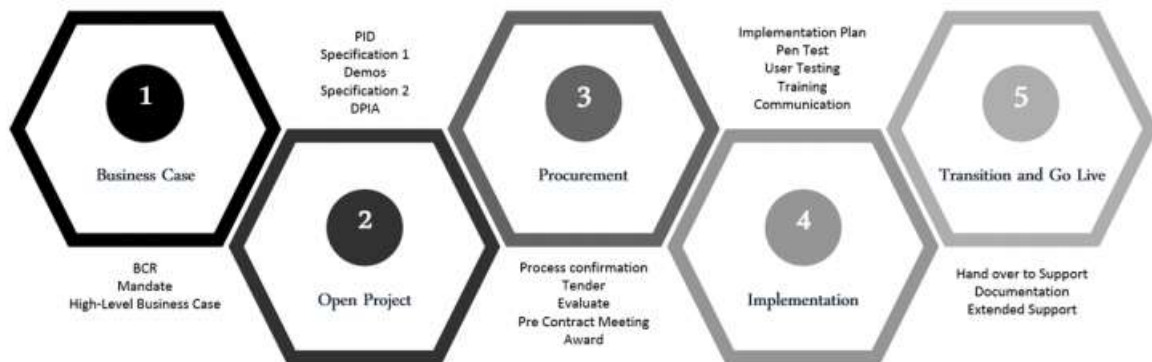 1
Business Case
BCR
Mandate
High-Level Business Case
PID
Specification 1
Demos
Specification 2
DPIA
2
Open Project
3
Procurement
Process confirmation
Tender
Evaluate
Pre Contract Meeting
Award
Implementation Plan
Pen Test
User Testing
Training
Communication
4
Implementation
5
Transition and Go Live
Hand over to Support
Documentation
Extended Support